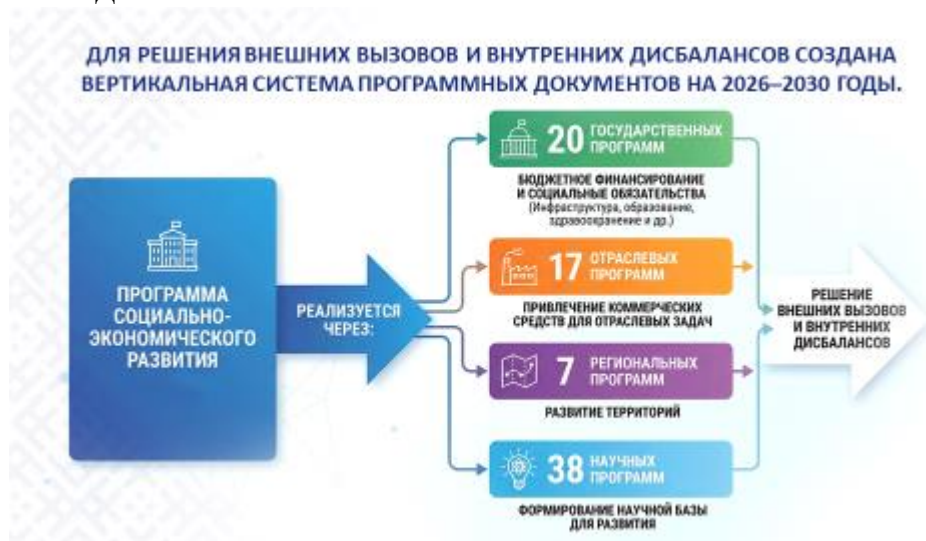 ДЛЯ РЕШЕНИЯ ВНЕШНИХ ВЫЗОВОВ И ВНУТРЕННИХ ДИСБАЛАНСОВ СОЗДАНА
ВЕРТИКАЛЬНАЯ СИСТЕМА ПРОГРАММНЫХ ДОКУМЕНТОВ НА 2026–2030 ГОДЫ.
ПРОГРАММА
СОЦИАЛЬНО-
ЭКОНОМИЧЕСКОГО
РАЗВИТИЯ
РЕАЛИЗУЕТСЯ
ЧЕРЕЗ:
20 ГОСУДАРСТВЕННЫХ
ПРОГРАММ
БЮДЖЕТНОЕ ФИНАНСИРОВАНИЕ
И СОЦИАЛЬНЫЕ ОБЯЗАТЕЛЬСТВА
(Инфраструктура, образование,
здравоохранение и др.)
17 ОТРАСЛЕВЫХ
ПРОГРАММ
ПРИВЛЕЧЕНИЕ КОММЕРЧЕСКИХ
СРЕДСТВ ДЛЯ ОТРАСЛЕВЫХ ЗАДАЧ
7 РЕГИОНАЛЬНЫХ
ПРОГРАММ
РАЗВИТИЕ ТЕРРИТОРИЙ
38 НАУЧНЫХ
ПРОГРАММ
ФОРМИРОВАНИЕ НАУЧНОЙ БАЗЫ
ДЛЯ РАЗВИТИЯ
РЕШЕНИЕ
ВНЕШНИХ ВЫЗОВОВ
И ВНУТРЕННИХ
ДИСБАЛАНСОВ